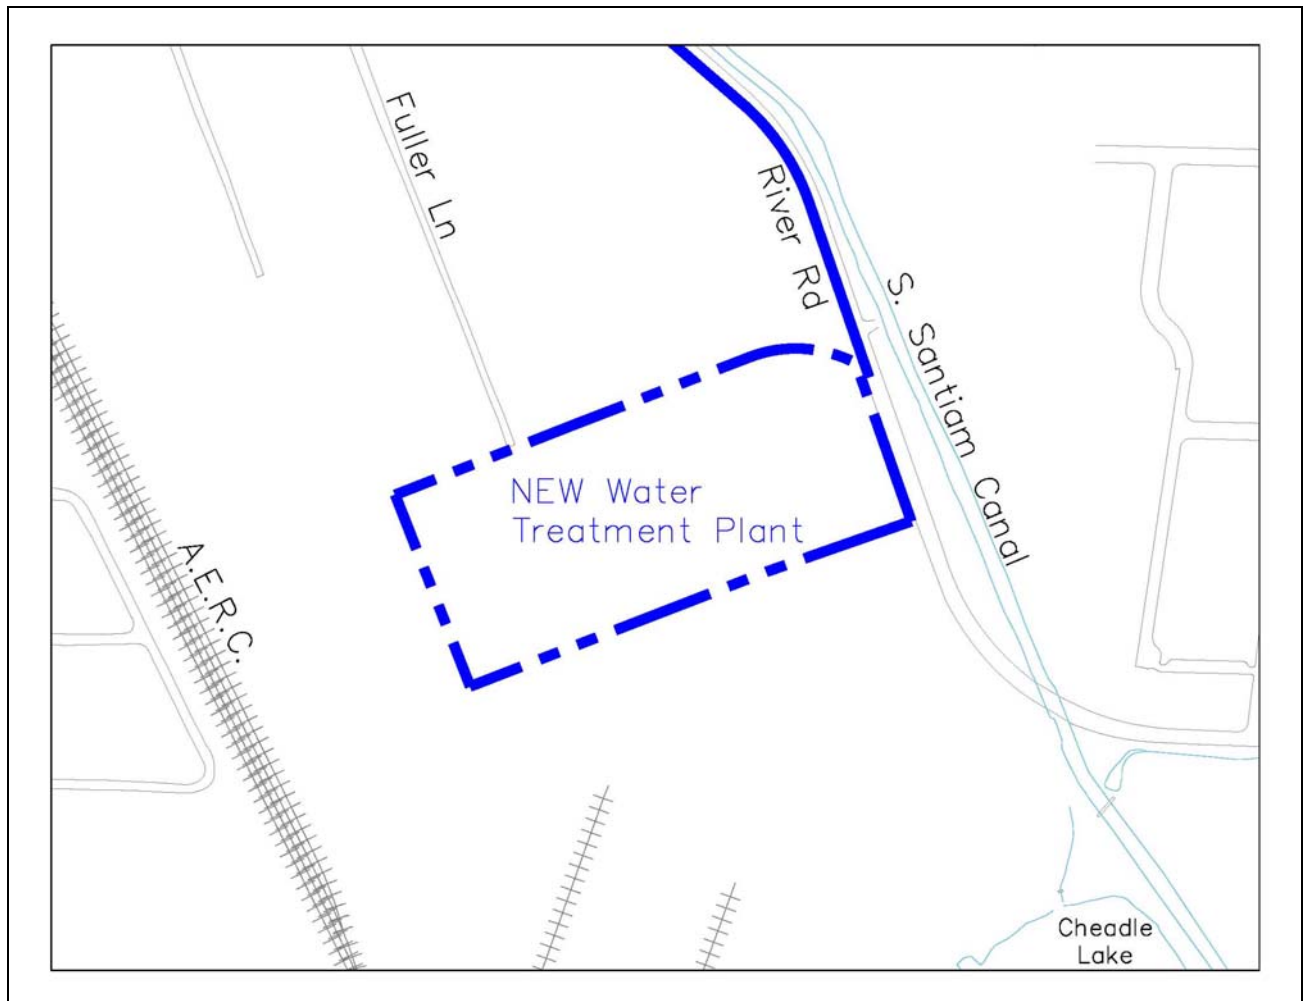 Fuller Ln
River Rd
S. Santiam Canal
NEW Water
Treatment Plant
A.E.R.C.
Cheadle
Lake